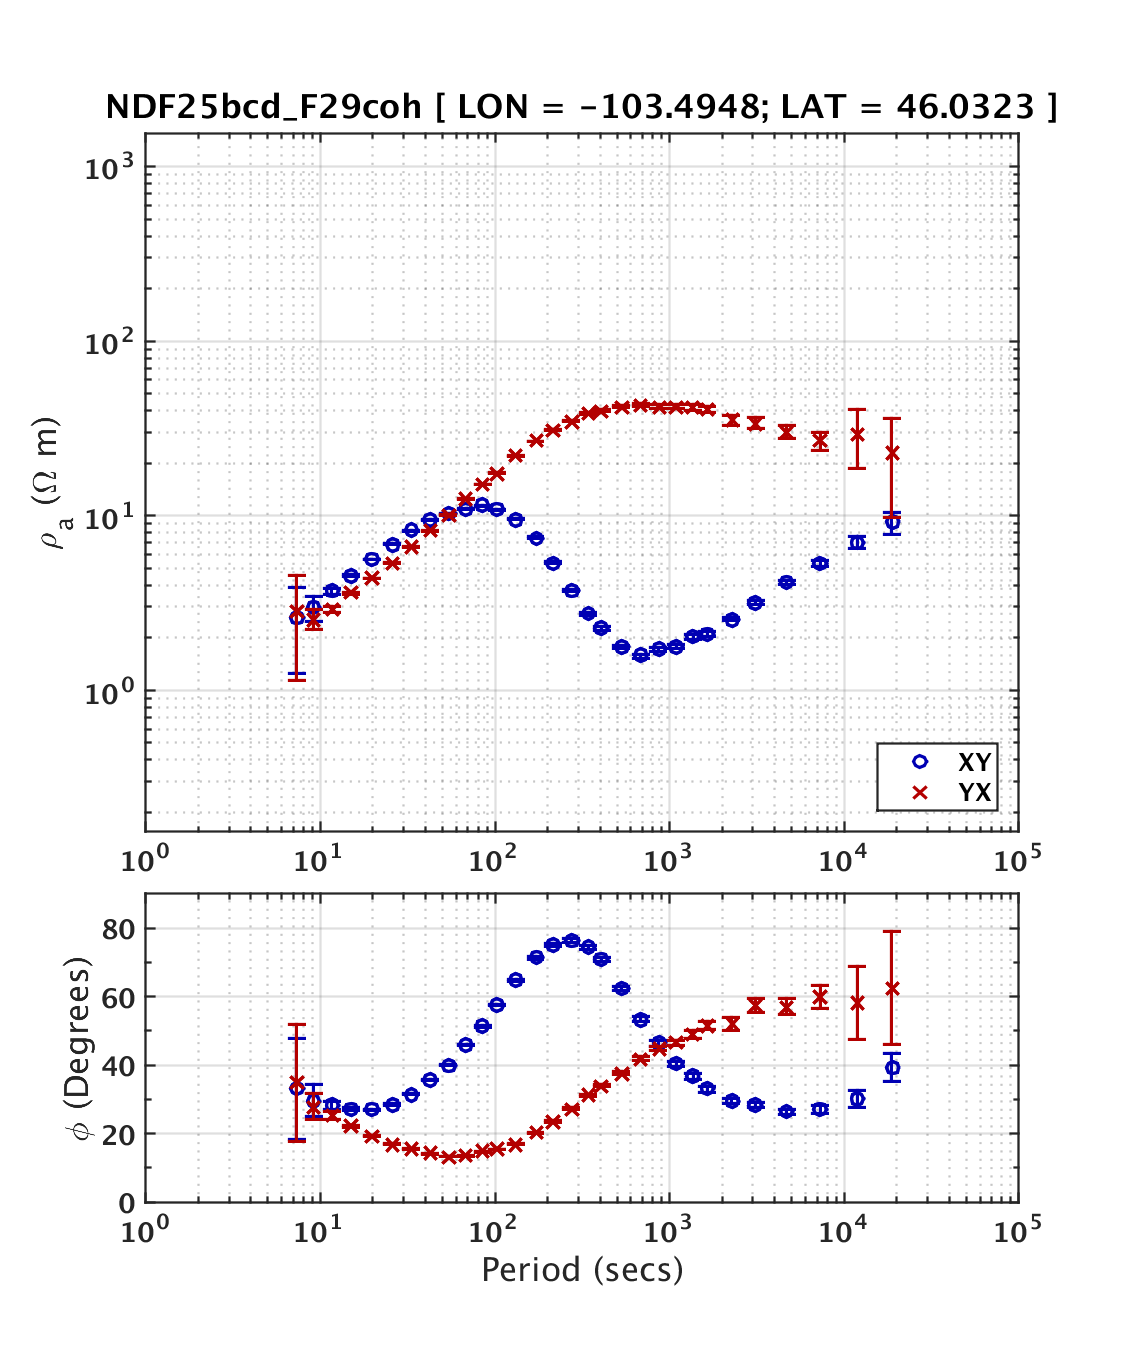 NDF25bcd_F29coh [ LON = -103.4948; LAT = 46.0323 ]
10³
10²
10¹
10⁰
ρₐ (Ω m)
XY
YX
10⁰ 10¹ 10² 10³ 10⁴ 10⁵
80
60
40
20
0
ϕ (Degrees)
10⁰ 10¹ 10² 10³ 10⁴ 10⁵
Period (secs)